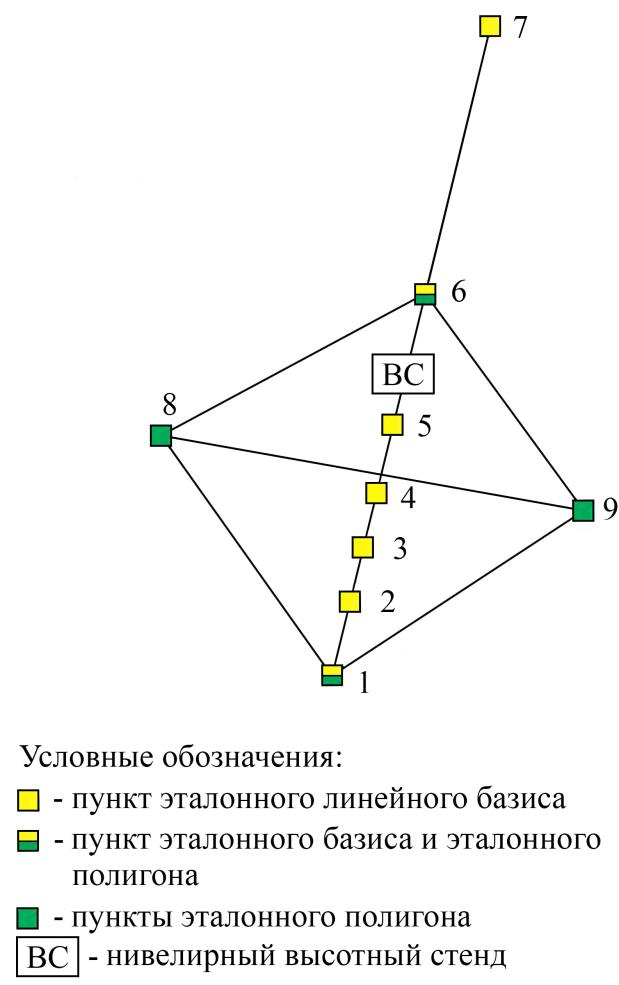 7
6
ВС
8
5
4
9
3
2
1
Условные обозначения:
- пункт эталонного линейного базиса
- пункт эталонного базиса и эталонного
полигона
- пункты эталонного полигона
ВС - нивелирный высотный стенд